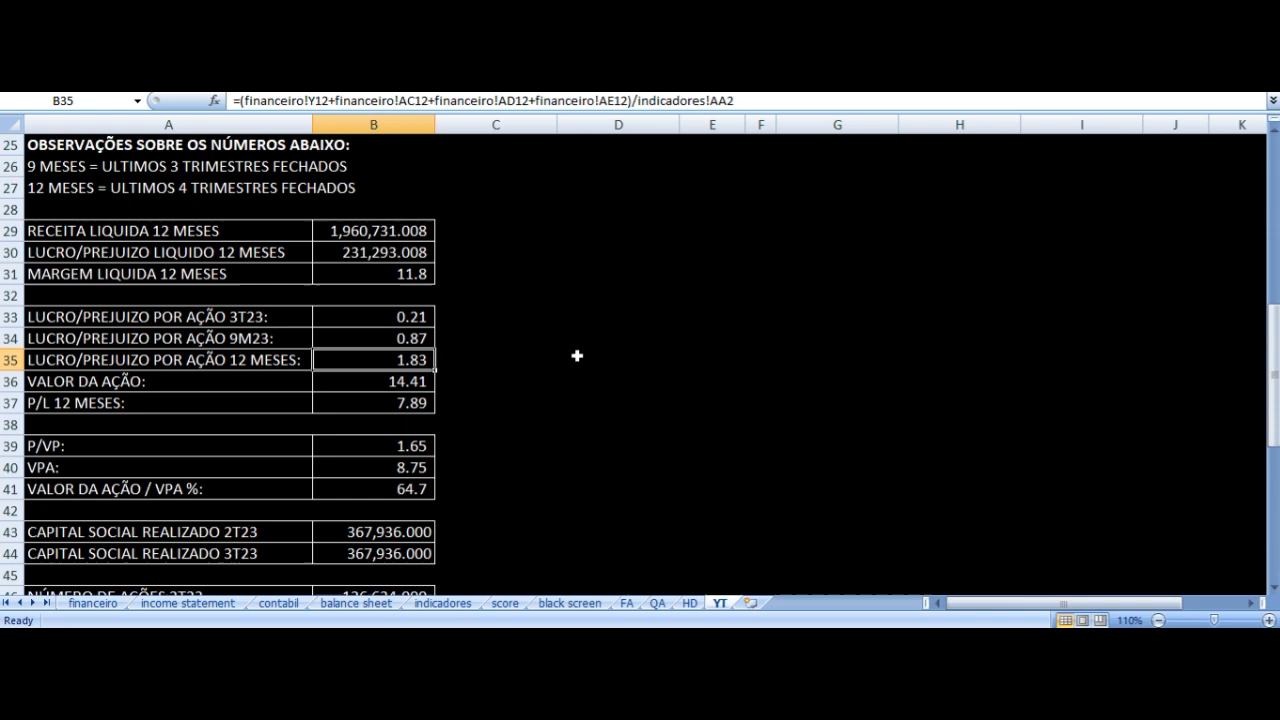 B35 fx =(financeiro!Y12+financeiro!AC12+financeiro!AD12+financeiro!AE12)/indicadores!AA2
A B C D E F G H I J K
25 OBSERVAÇÕES SOBRE OS NÚMEROS ABAIXO:
26 9 MESES = ULTIMOS 3 TRIMESTRES FECHADOS
27 12 MESES = ULTIMOS 4 TRIMESTRES FECHADOS
28
29 RECEITA LIQUIDA 12 MESES 1,960,731.008
30 LUCRO/PREJUIZO LIQUIDO 12 MESES 231,293.008
31 MARGEM LIQUIDA 12 MESES 11.8
32
33 LUCRO/PREJUIZO POR AÇÃO 3T23: 0.21
34 LUCRO/PREJUIZO POR AÇÃO 9M23: 0.87
35 LUCRO/PREJUIZO POR AÇÃO 12 MESES: 1.83
36 VALOR DA AÇÃO: 14.41
37 P/L 12 MESES: 7.89
38
39 P/VP: 1.65
40 VPA: 8.75
41 VALOR DA AÇÃO / VPA %: 64.7
42
43 CAPITAL SOCIAL REALIZADO 2T23 367,936.000
44 CAPITAL SOCIAL REALIZADO 3T23 367,936.000
45
financeiro income statement contabil balance sheet indicadores score black screen FA QA HD YT
Ready 110%